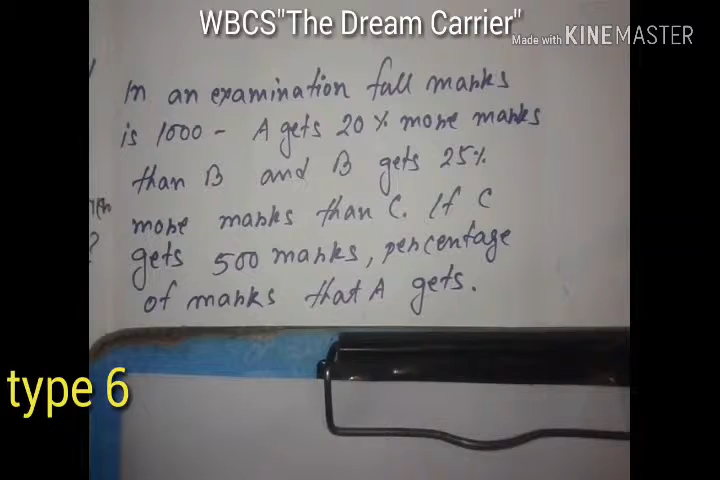 WBCS"The Dream Carrier"
Made with KINEMASTER
In an examination full marks
is 1000 - A gets 20% more marks
than B and B gets 25%
more marks than C. If C
gets 500 marks, percentage
of marks that A gets.
?
type 6